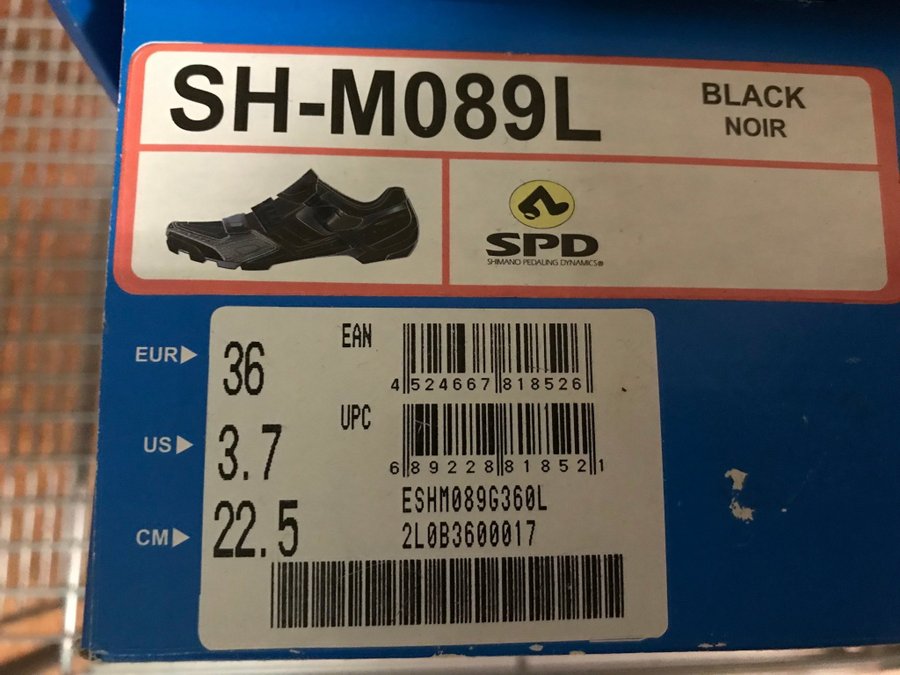 SH-M089L
BLACK
NOIR
SPD
SHIMANO PEDALING DYNAMICS®
EUR 36
US 3.7
CM 22.5
EAN
4 524667 818526
UPC
6 89228 81852 1
ESHM089G360L
2L0B3600017